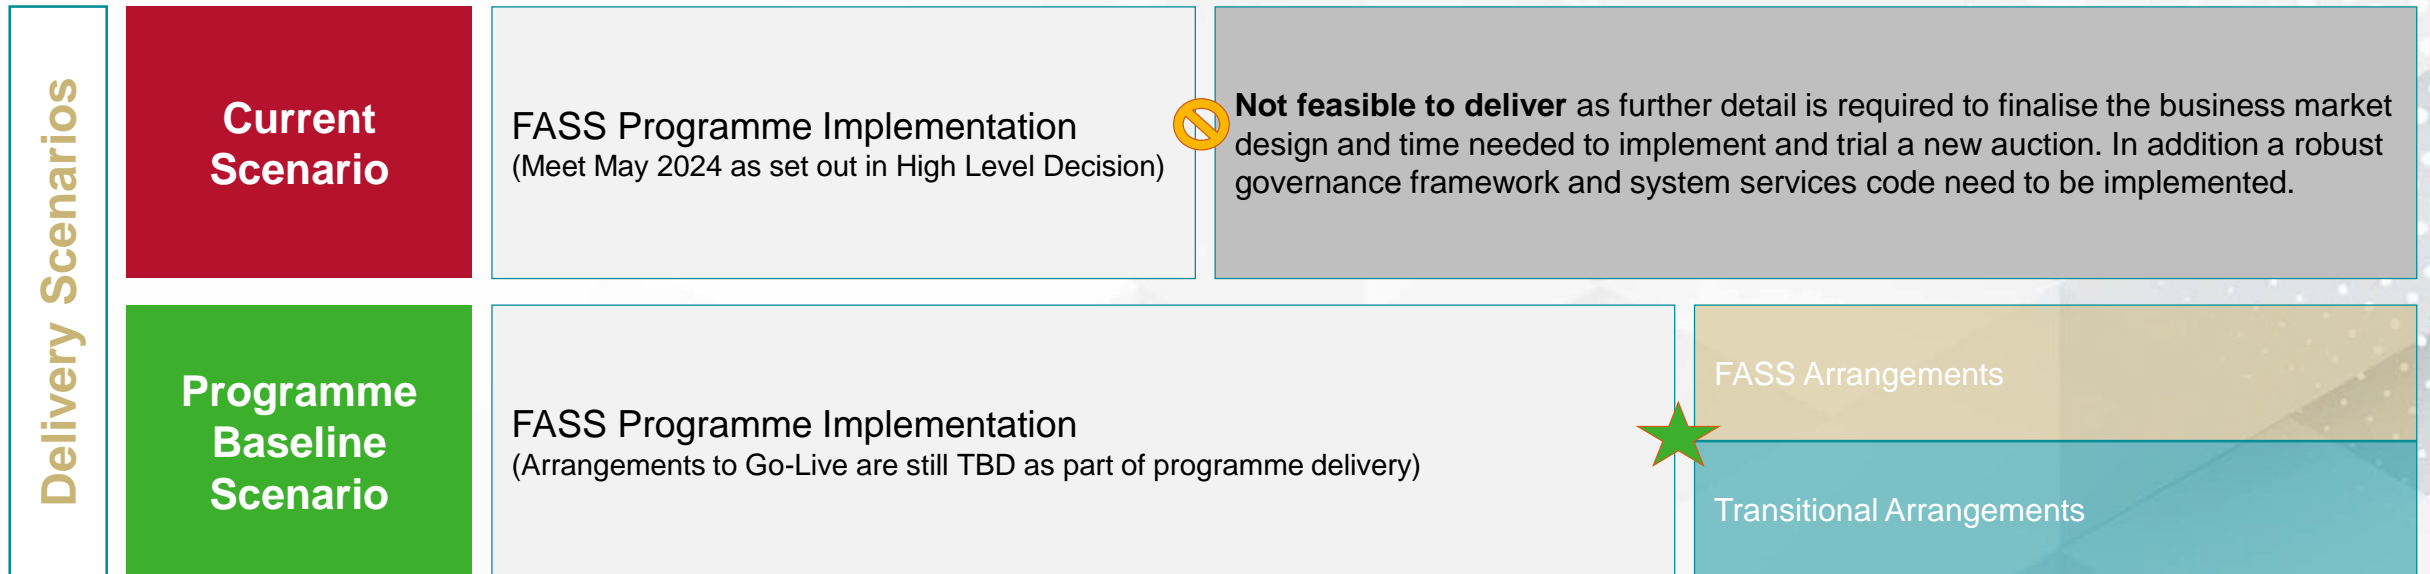 Delivery Scenarios
Current
Scenario
FASS Programme Implementation
(Meet May 2024 as set out in High Level Decision)
Not feasible to deliver as further detail is required to finalise the business market
design and time needed to implement and trial a new auction. In addition a robust
governance framework and system services code need to be implemented.
Programme
Baseline
Scenario
FASS Programme Implementation
(Arrangements to Go-Live are still TBD as part of programme delivery)
FASS Arrangements
Transitional Arrangements